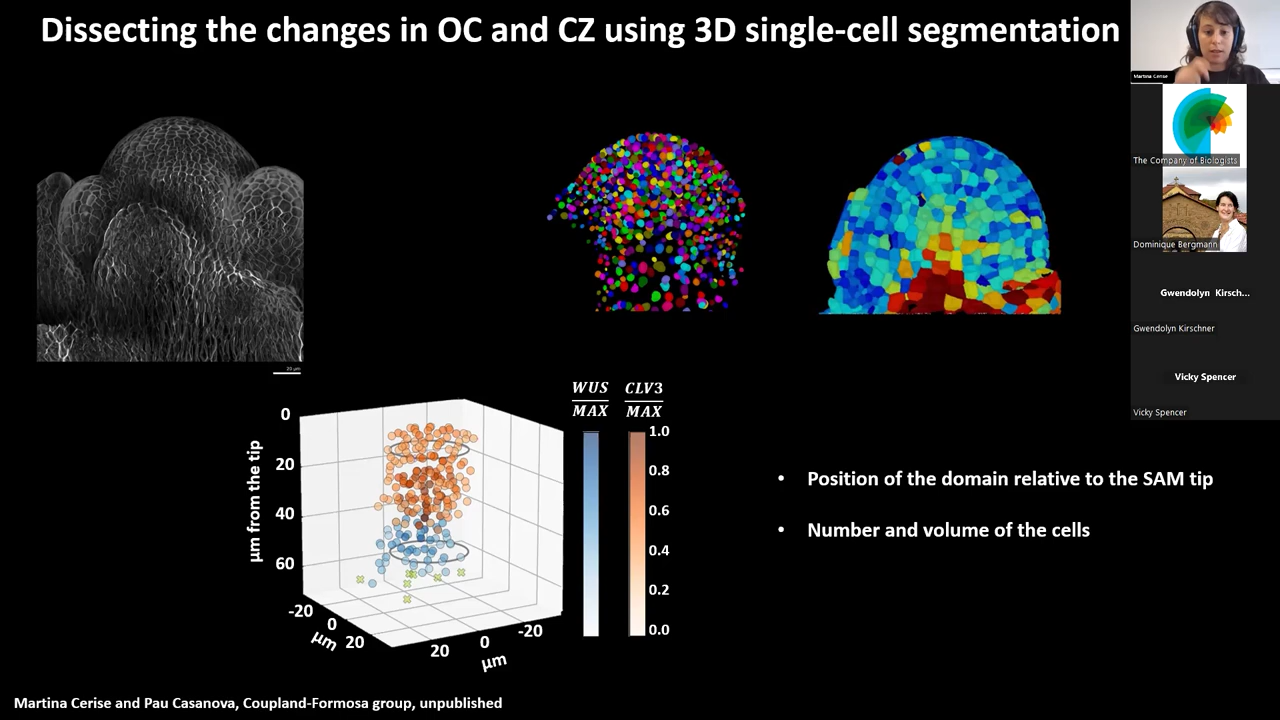 Dissecting the changes in OC and CZ using 3D single-cell segmentation
Martina Cerise
The Company of Biologists
Dominique Bergmann
Gwendolyn Kirsch...
Gwendolyn Kirschner
Vicky Spencer
Vicky Spencer
20 µm
WUS CLV3
MAX MAX
0
20
40
60
µm from the tip
-20
0
20
µm
20
0
-20
µm
1.0
0.8
0.6
0.4
0.2
0.0
• Position of the domain relative to the SAM tip
• Number and volume of the cells
Martina Cerise and Pau Casanova, Coupland-Formosa group, unpublished